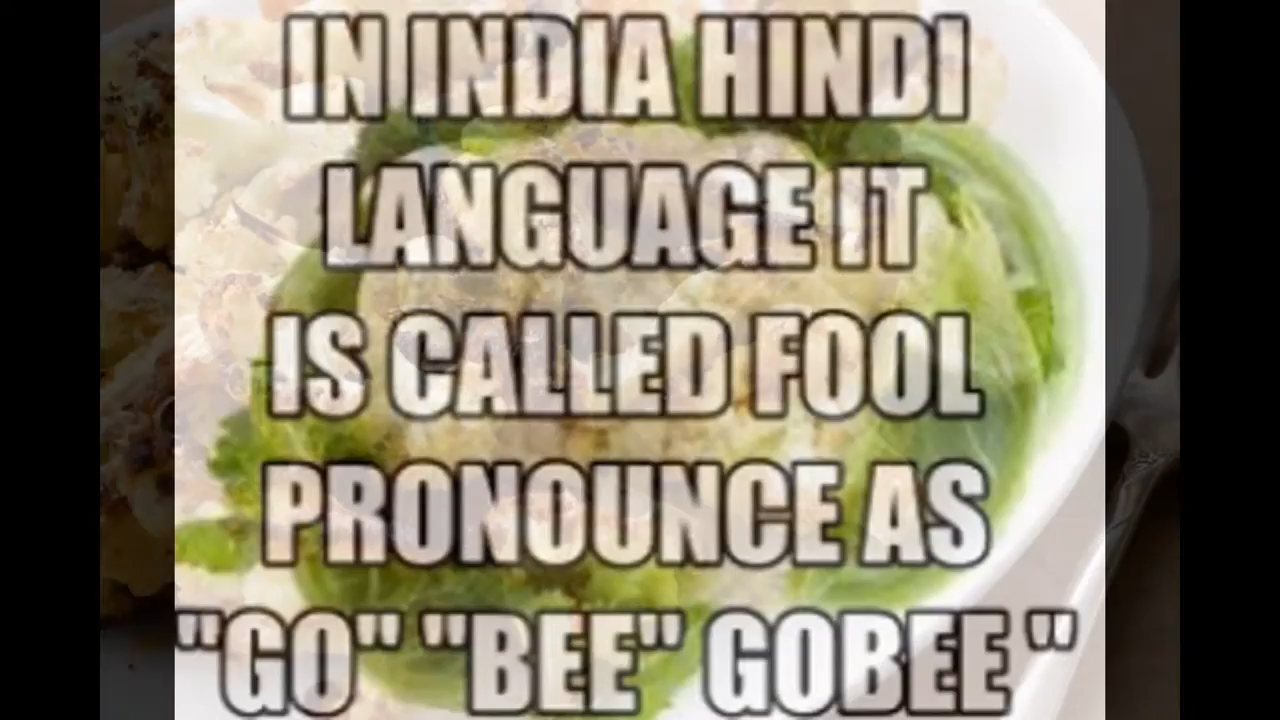 IN INDIA HINDI
LANGUAGE IT
IS CALLED FOOL
PRONOUNCE AS
"GO" "BEE" GOBEE "